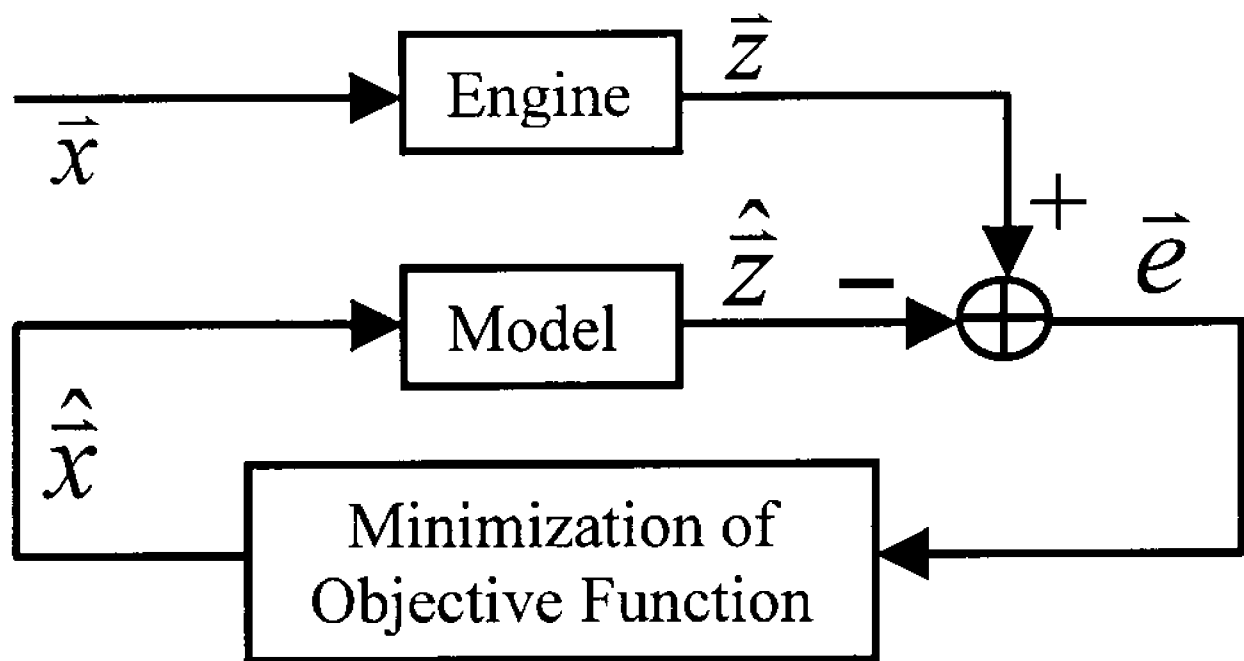 z⃗
Engine
x⃗
+
ẑ⃗
−
e⃗
Model
x̂⃗
Minimization of
Objective Function